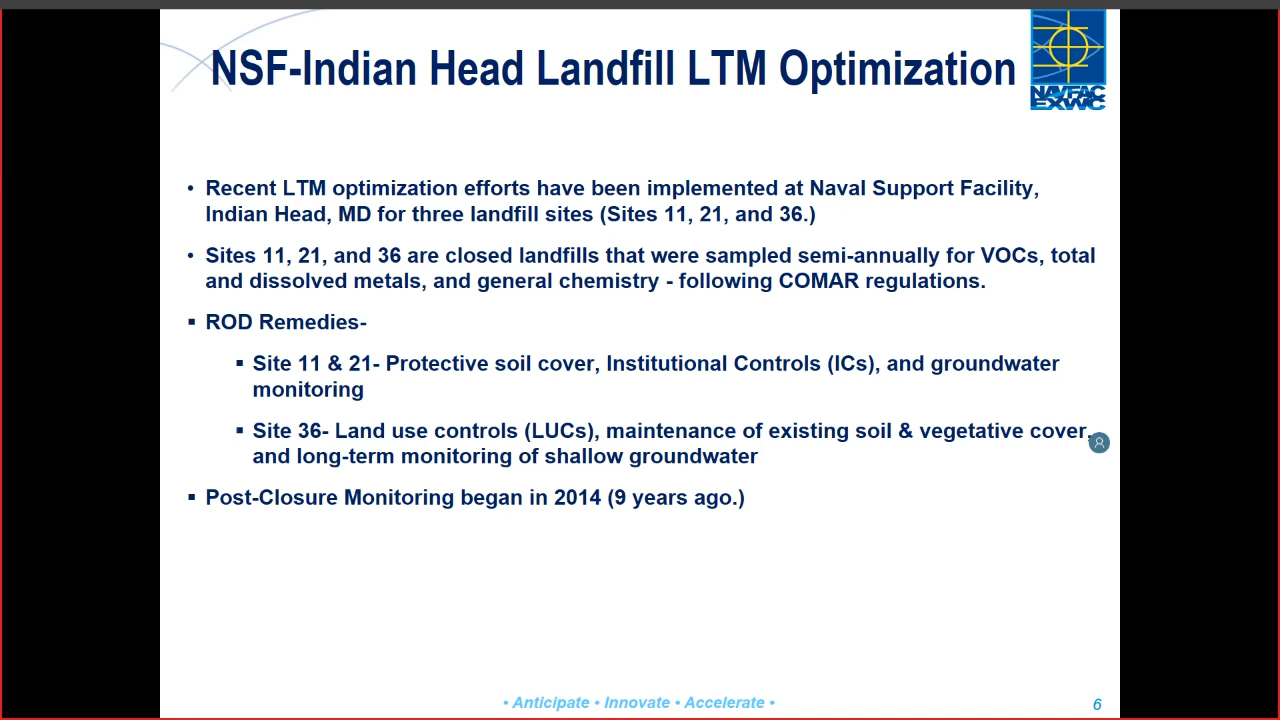 NSF-Indian Head Landfill LTM Optimization
NAVFAC
EXWC
• Recent LTM optimization efforts have been implemented at Naval Support Facility,
Indian Head, MD for three landfill sites (Sites 11, 21, and 36.)
• Sites 11, 21, and 36 are closed landfills that were sampled semi-annually for VOCs, total
and dissolved metals, and general chemistry - following COMAR regulations.
▪ ROD Remedies-
▪ Site 11 & 21- Protective soil cover, Institutional Controls (ICs), and groundwater
monitoring
▪ Site 36- Land use controls (LUCs), maintenance of existing soil & vegetative cover,
and long-term monitoring of shallow groundwater
▪ Post-Closure Monitoring began in 2014 (9 years ago.)
• Anticipate • Innovate • Accelerate •
6